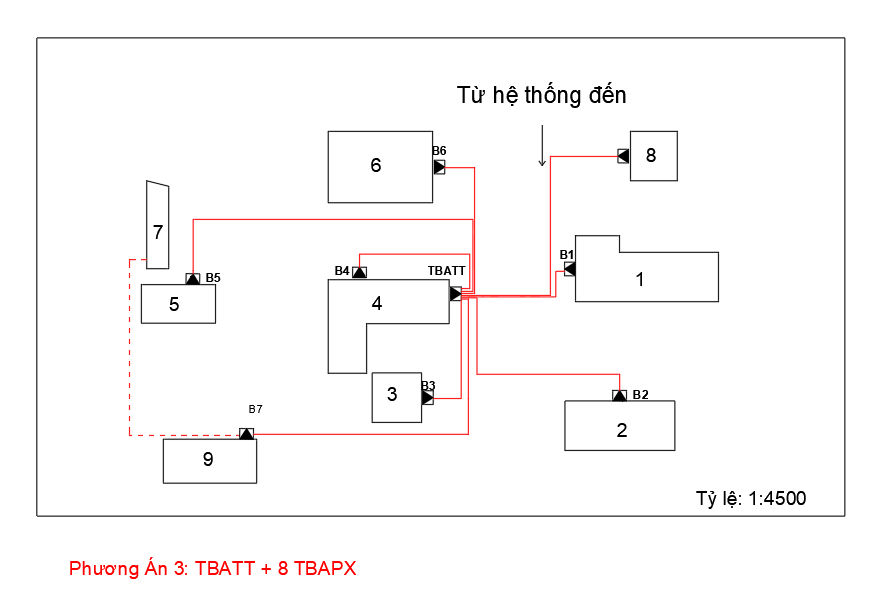 Từ hệ thống đến
B6
6
8
7
B1
B4
TBATT
B5
1
5
4
B3
3
B2
B7
2
9
Tỷ lệ: 1:4500
Phương Án 3: TBATT + 8 TBAPX